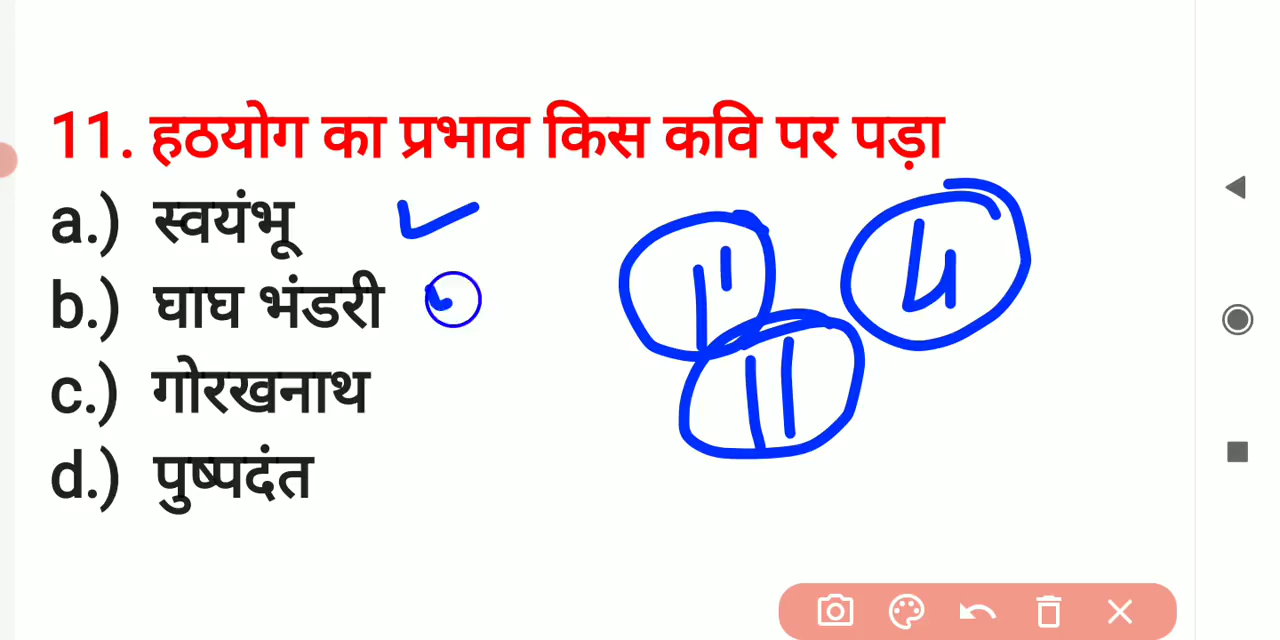 11. हठयोग का प्रभाव किस कवि पर पड़ा
a.) स्वयंभू
b.) घाघ भंडरी
c.) गोरखनाथ
d.) पुष्पदंत